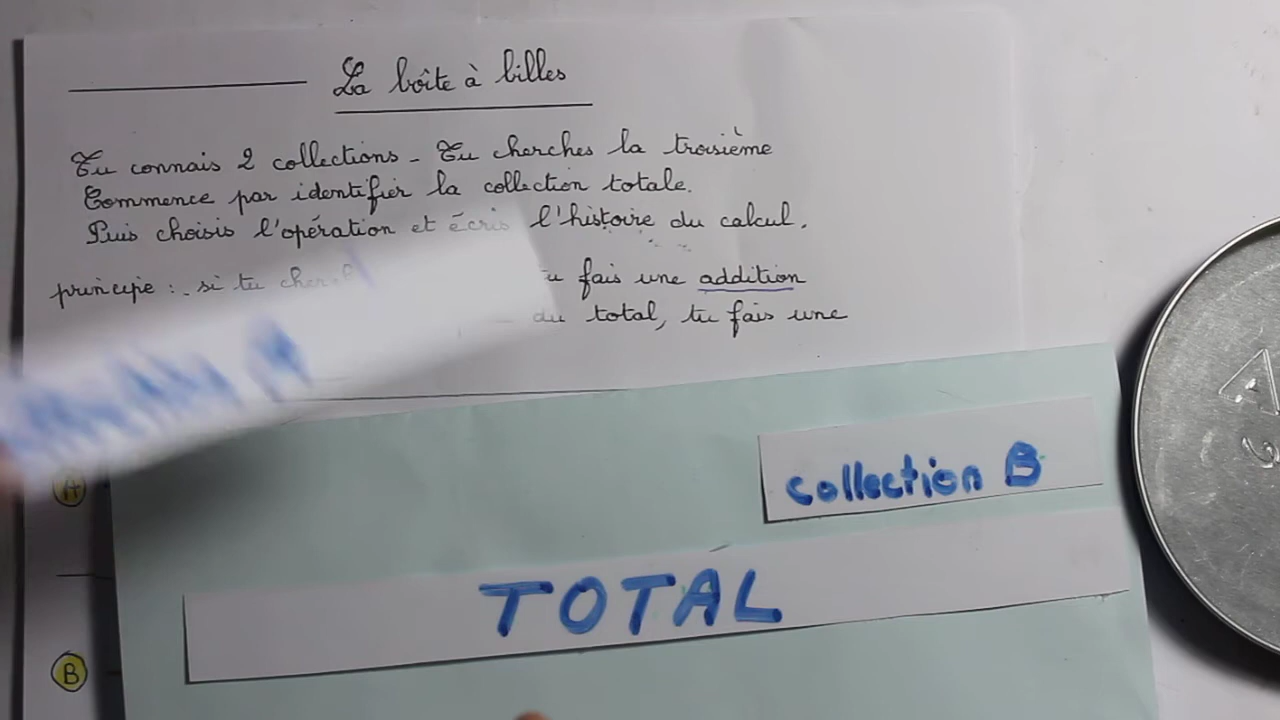 La boîte à billes
Tu connais 2 collections - Tu cherches la troisième
Commence par identifier la collection totale.
Puis choisis l'opération et écris l'histoire du calcul.
principe : - si tu fais une addition
du total, tu fais une
collection B
TOTAL
A
B